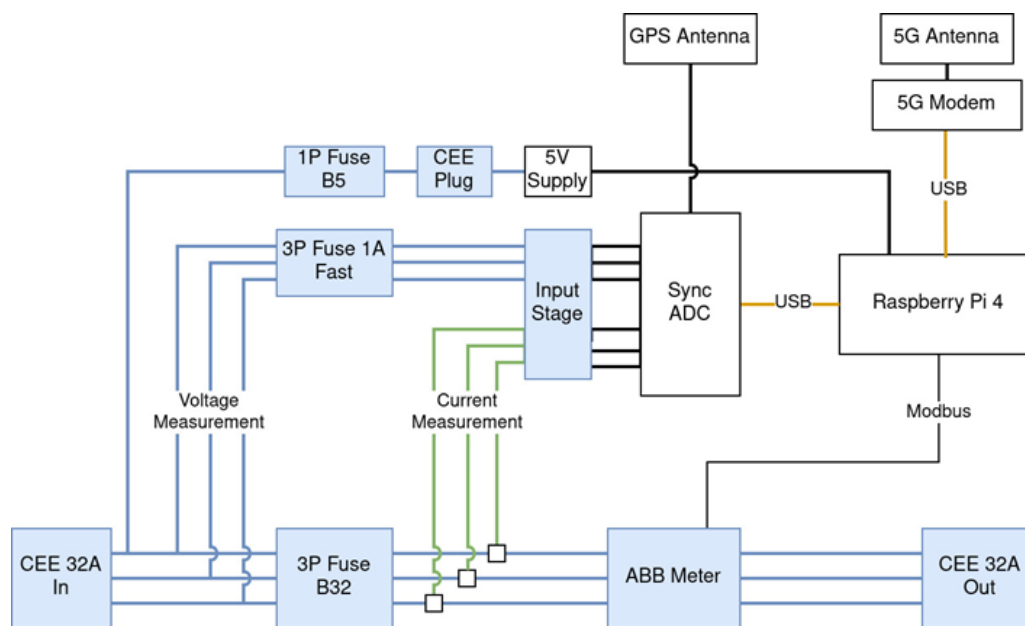 GPS Antenna
5G Antenna
5G Modem
1P Fuse
B5
CEE
Plug
5V
Supply
USB
3P Fuse 1A
Fast
Input
Stage
Sync
ADC
USB
Raspberry Pi 4
Voltage
Measurement
Current
Measurement
Modbus
CEE 32A
In
3P Fuse
B32
ABB Meter
CEE 32A
Out